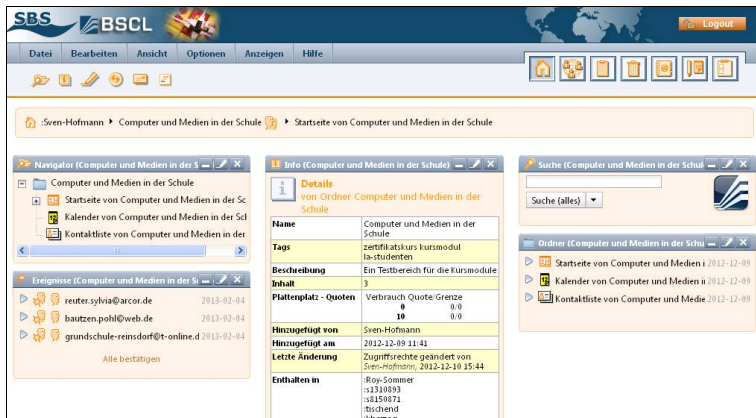 SBS BSCL Logout
Datei Bearbeiten Ansicht Optionen Anzeigen Hilfe
:Sven-Hofmann Computer und Medien in der Schule Startseite von Computer und Medien in der Schule
Navigator (Computer und Medien in der S
Computer und Medien in der Schule
Startseite von Computer und Medien in der Sc
Kalender von Computer und Medien in der Sch
Kontaktliste von Computer und Medien in der
Ereignisse (Computer und Medien in der S
reuter.sylvia@arcor.de 2013-02-04
bautzen.pohl@web.de 2013-02-04
grundschule-reinsdorf@t-online.d 2013-02-04
Alle bestätigen
Info (Computer und Medien in der Schule)
Details
von Ordner Computer und Medien in der
Schule
Name Computer und Medien in der
Schule
Tags zertifikatskurs kursmodul
la-studenten
Beschreibung Ein Testbereich für die Kursmodule
Inhalt 3
Plattenplatz - Quoten Verbrauch Quote/Grenze
0 0/0
10 0/0
Hinzugefügt von Sven-Hofmann
Hinzugefügt am 2012-12-09 11:41
Letzte Änderung Zugriffsrechte geändert von
Sven-Hofmann, 2012-12-10 15:44
Enthalten in :Roy-Sommer
:s1310893
:s8150871
:tischend
Suche (Computer und Medien in der Schul
Suche (alles)
Ordner (Computer und Medien in der Schu
Startseite von Computer und Medien i 2012-12-09
Kalender von Computer und Medien i 2012-12-09
Kontaktliste von Computer und Medie 2012-12-09